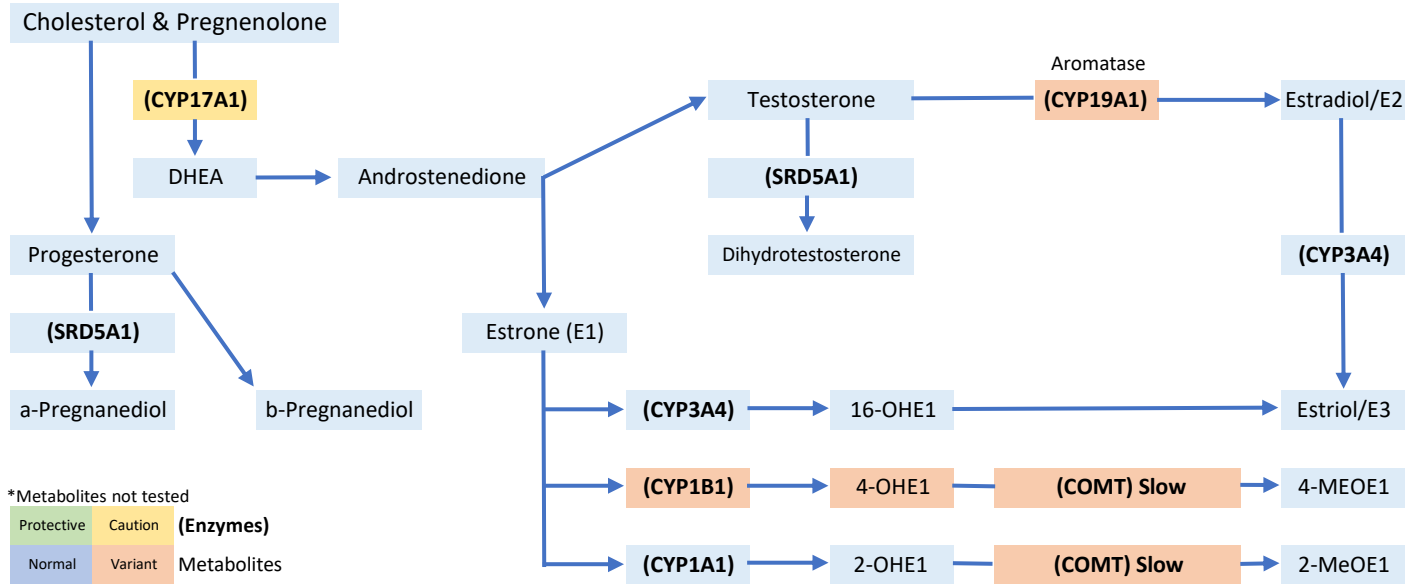 Cholesterol & Pregnenolone
Aromatase
(CYP17A1)
Testosterone
(CYP19A1)
Estradiol/E2
DHEA
Androstenedione
(SRD5A1)
Progesterone
Dihydrotestosterone
(CYP3A4)
(SRD5A1)
Estrone (E1)
a-Pregnanediol
b-Pregnanediol
(CYP3A4)
16-OHE1
Estriol/E3
(CYP1B1)
4-OHE1
(COMT) Slow
4-MEOE1
(CYP1A1)
2-OHE1
(COMT) Slow
2-MeOE1
*Metabolites not tested
Protective
Caution
(Enzymes)
Normal
Variant
Metabolites